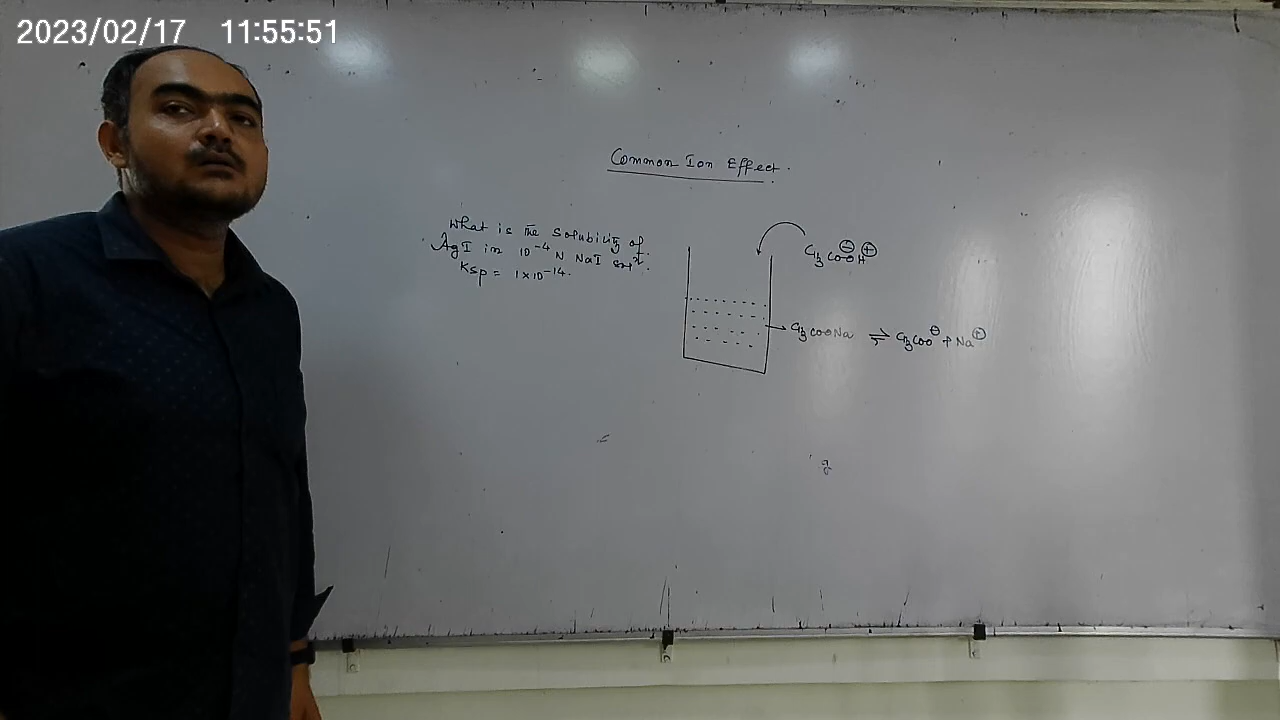 2023/02/17 11:55:51
Common Ion Effect.
What is the solubility of
AgI in 10⁻⁴ N NaI solⁿ.
Ksp = 1×10⁻¹⁴.
CH₃COO⊖H⊕
CH₃COONa ⇌ CH₃COO⊖ + Na⊕